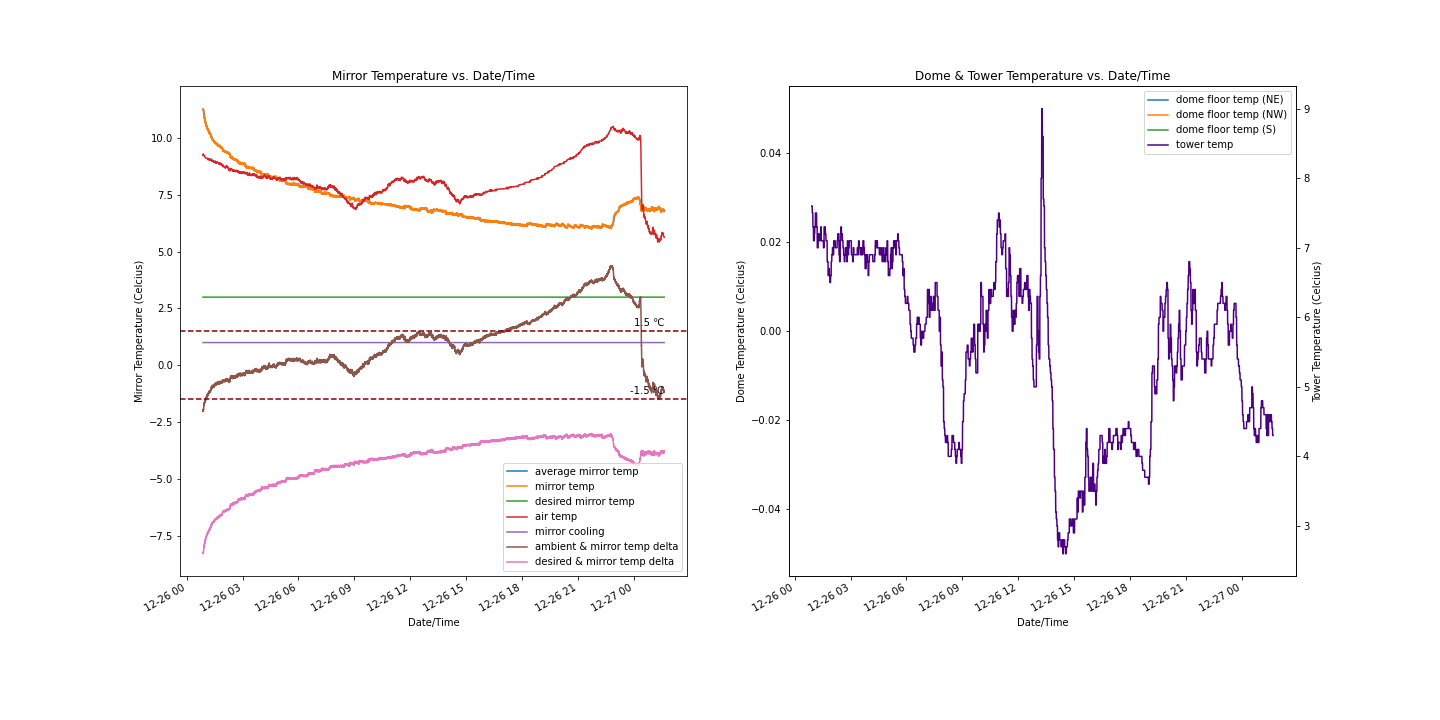 Mirror Temperature vs. Date/Time
Mirror Temperature (Celcius)
10.0
7.5
5.0
2.5
0.0
−2.5
−5.0
−7.5
1.5 °C
-1.5 °C
average mirror temp
mirror temp
desired mirror temp
air temp
mirror cooling
ambient & mirror temp delta
desired & mirror temp delta
12-26 00
12-26 03
12-26 06
12-26 09
12-26 12
12-26 15
12-26 18
12-26 21
12-27 00
Date/Time
Dome & Tower Temperature vs. Date/Time
Dome Temperature (Celcius)
0.04
0.02
0.00
−0.02
−0.04
dome floor temp (NE)
dome floor temp (NW)
dome floor temp (S)
tower temp
9
8
7
6
5
4
3
Tower Temperature (Celcius)
12-26 00
12-26 03
12-26 06
12-26 09
12-26 12
12-26 15
12-26 18
12-26 21
12-27 00
Date/Time